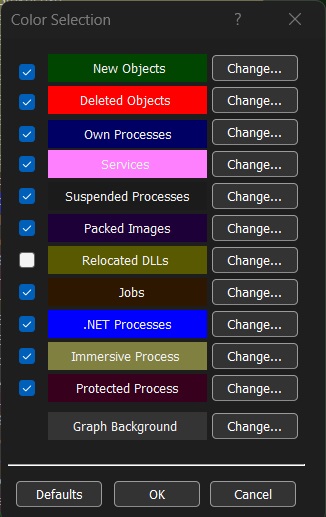 Color Selection ?
New Objects Change...
Deleted Objects Change...
Own Processes Change...
Services Change...
Suspended Processes Change...
Packed Images Change...
Relocated DLLs Change...
Jobs Change...
.NET Processes Change...
Immersive Process Change...
Protected Process Change...
Graph Background Change...
Defaults OK Cancel